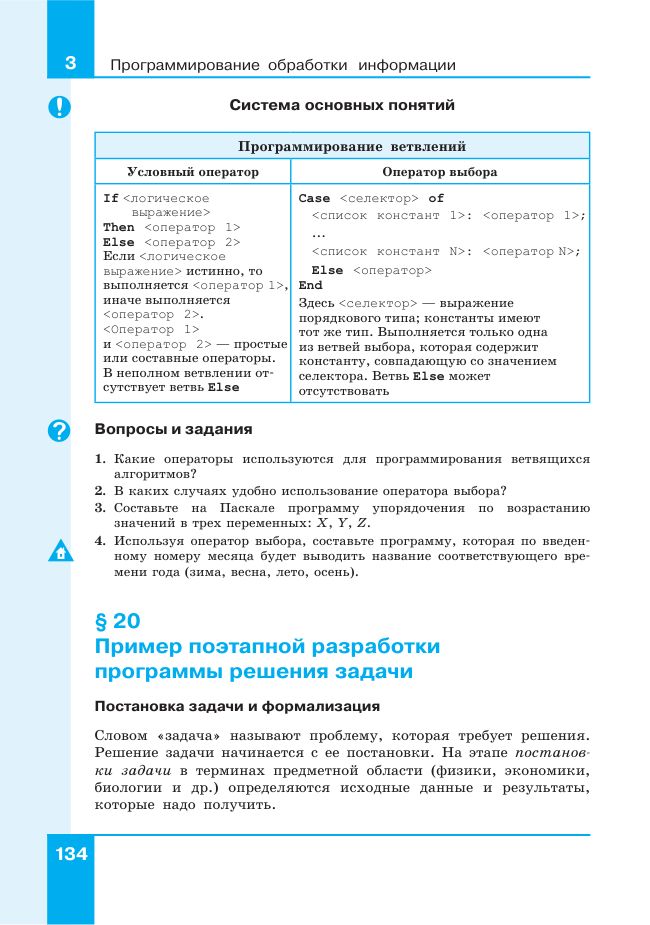 3
Программирование обработки информации
Система основных понятий
Программирование ветвлений
Условный оператор
Оператор выбора
If <логическое
выражение>
Then <оператор 1>
Else <оператор 2>
Если <логическое
выражение> истинно, то
выполняется <оператор 1>,
иначе выполняется
<оператор 2>.
<Оператор 1>
и <оператор 2> — простые
или составные операторы.
В неполном ветвлении от-
сутствует ветвь Else
Case <селектор> of
<список констант 1>: <оператор 1>;
...
<список констант N>: <оператор N>;
Else <оператор>
End
Здесь <селектор> — выражение
порядкового типа; константы имеют
тот же тип. Выполняется только одна
из ветвей выбора, которая содержит
константу, совпадающую со значением
селектора. Ветвь Else может
отсутствовать
Вопросы и задания
1. Какие операторы используются для программирования ветвящихся
алгоритмов?
2. В каких случаях удобно использование оператора выбора?
3. Составьте на Паскале программу упорядочения по возрастанию
значений в трех переменных: X, Y, Z.
4. Используя оператор выбора, составьте программу, которая по введен-
ному номеру месяца будет выводить название соответствующего вре-
мени года (зима, весна, лето, осень).
§ 20
Пример поэтапной разработки
программы решения задачи
Постановка задачи и формализация
Словом «задача» называют проблему, которая требует решения.
Решение задачи начинается с ее постановки. На этапе постанов-
ки задачи в терминах предметной области (физики, экономики,
биологии и др.) определяются исходные данные и результаты,
которые надо получить.
134